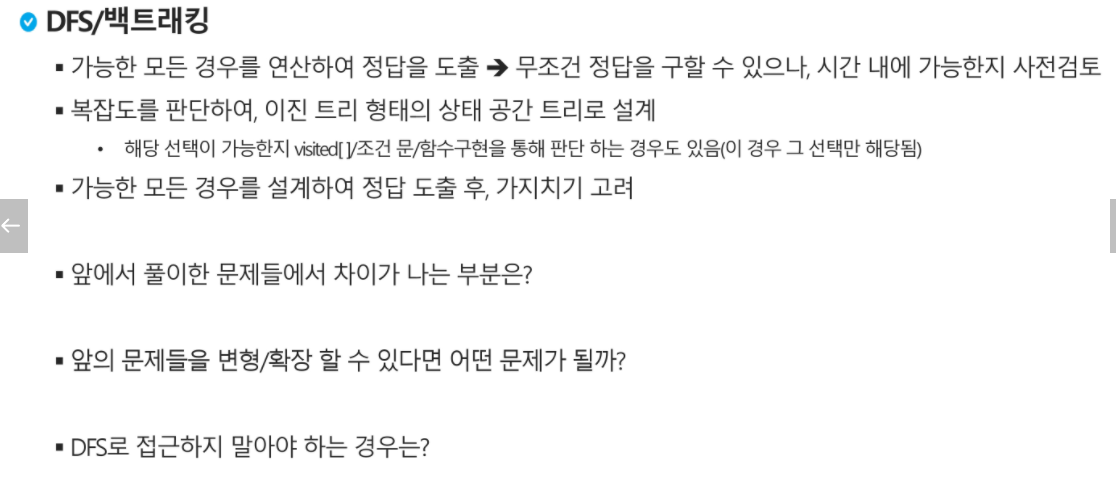 DFS/백트래킹
▪ 가능한 모든 경우를 연산하여 정답을 도출 ➔ 무조건 정답을 구할 수 있으나, 시간 내에 가능한지 사전검토
▪ 복잡도를 판단하여, 이진 트리 형태의 상태 공간 트리로 설계
• 해당 선택이 가능한지 visited[ ]/조건 문/함수구현을 통해 판단 하는 경우도 있음(이 경우 그 선택만 해당됨)
▪ 가능한 모든 경우를 설계하여 정답 도출 후, 가지치기 고려
▪ 앞에서 풀이한 문제들에서 차이가 나는 부분은?
▪ 앞의 문제들을 변형/확장 할 수 있다면 어떤 문제가 될까?
▪ DFS로 접근하지 말아야 하는 경우는?